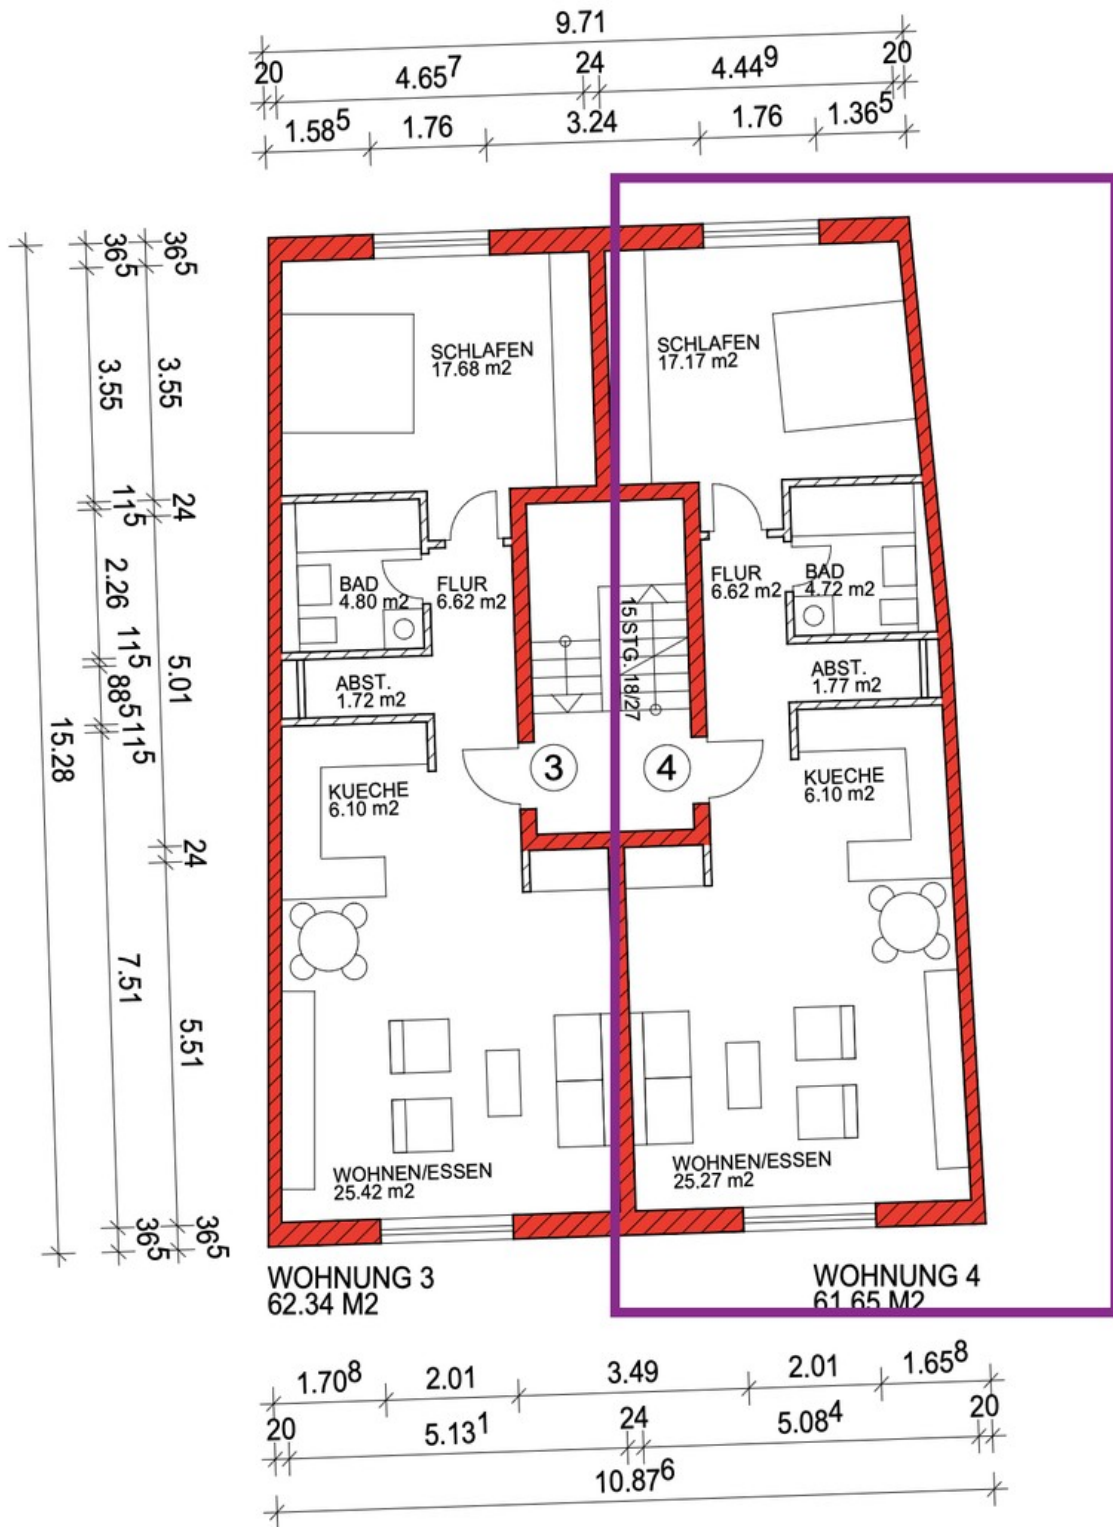 9.71
20 4.65⁷ 24 4.44⁹ 20
1.58⁵ 1.76 3.24 1.76 1.36⁵
36⁵ 36⁵
3.55 3.55
11⁵ 24
2.26
11⁵ 5.01
88⁵
11⁵
15.28
24
7.51
5.51
36⁵ 36⁵
SCHLAFEN
17.68 m2
SCHLAFEN
17.17 m2
BAD
4.80 m2
FLUR
6.62 m2
FLUR
6.62 m2
BAD
4.72 m2
15 STG. 18/27
ABST.
1.72 m2
ABST.
1.77 m2
3
4
KUECHE
6.10 m2
KUECHE
6.10 m2
WOHNEN/ESSEN
25.42 m2
WOHNEN/ESSEN
25.27 m2
WOHNUNG 3
62.34 M2
WOHNUNG 4
61.65 M2
1.70⁸ 2.01 3.49 2.01 1.65⁸
20 5.13¹ 24 5.08⁴ 20
10.87⁶